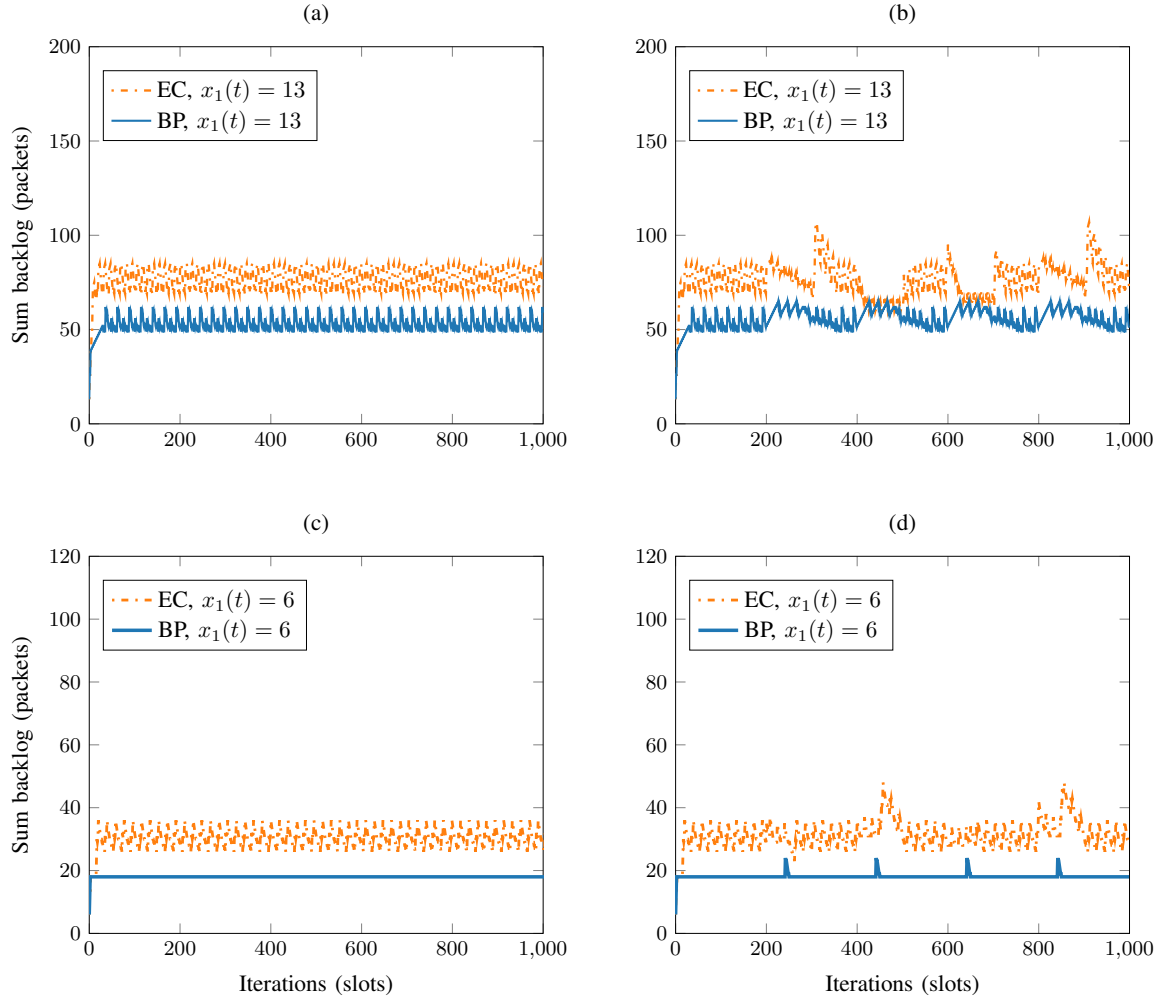 (a)
Sum backlog (packets)
200
150
100
50
0
EC, x₁(t) = 13
BP, x₁(t) = 13
0 200 400 600 800 1,000
(b)
200
150
100
50
0
EC, x₁(t) = 13
BP, x₁(t) = 13
0 200 400 600 800 1,000
(c)
Sum backlog (packets)
120
100
80
60
40
20
0
EC, x₁(t) = 6
BP, x₁(t) = 6
0 200 400 600 800 1,000
Iterations (slots)
(d)
120
100
80
60
40
20
0
EC, x₁(t) = 6
BP, x₁(t) = 6
0 200 400 600 800 1,000
Iterations (slots)